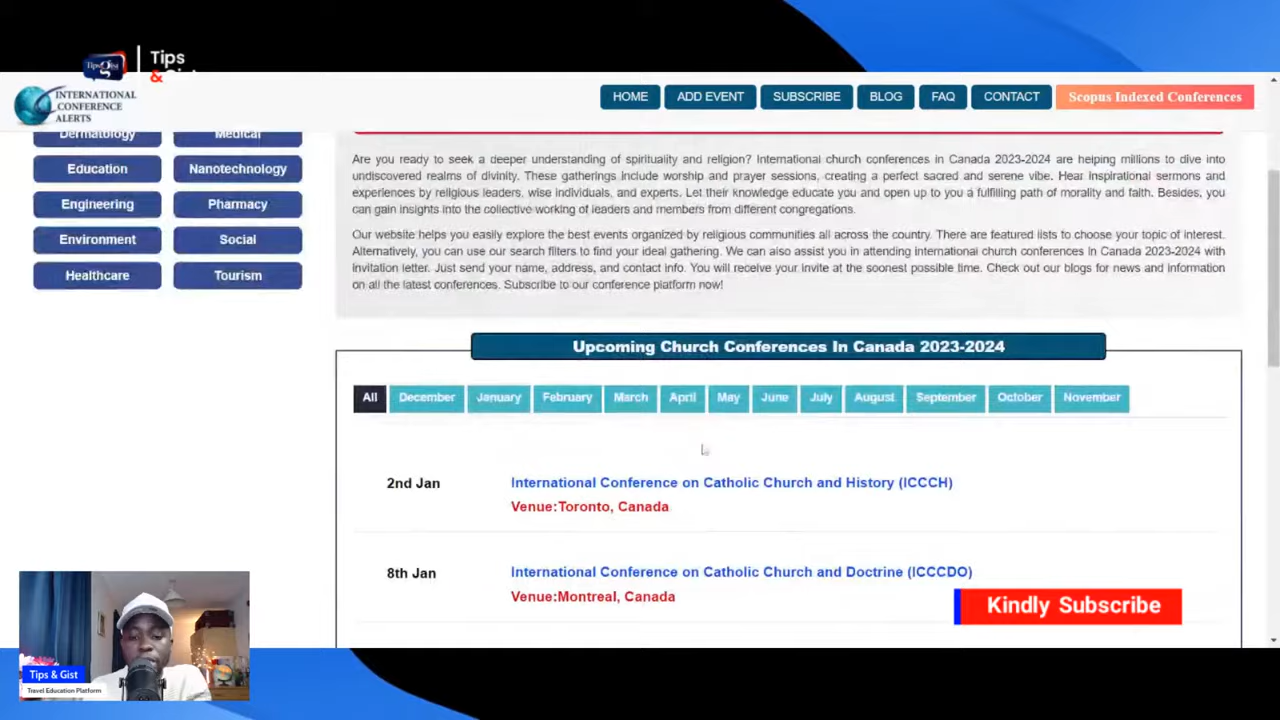 Tips
&
Tipsgist
INTERNATIONAL
CONFERENCE
ALERTS
HOME
ADD EVENT
SUBSCRIBE
BLOG
FAQ
CONTACT
Scopus Indexed Conferences
Dermatology
Medical
Education
Nanotechnology
Engineering
Pharmacy
Environment
Social
Healthcare
Tourism
Are you ready to seek a deeper understanding of spirituality and religion? International church conferences in Canada 2023-2024 are helping millions to dive into
undiscovered realms of divinity. These gatherings include worship and prayer sessions, creating a perfect sacred and serene vibe. Hear inspirational sermons and
experiences by religious leaders, wise individuals, and experts. Let their knowledge educate you and open up to you a fulfilling path of morality and faith. Besides, you
can gain insights into the collective working of leaders and members from different congregations.
Our website helps you easily explore the best events organized by religious communities all across the country. There are featured lists to choose your topic of interest.
Alternatively, you can use our search filters to find your ideal gathering. We can also assist you in attending international church conferences in Canada 2023-2024 with
invitation letter. Just send your name, address, and contact info. You will receive your invite at the soonest possible time. Check out our blogs for news and information
on all the latest conferences. Subscribe to our conference platform now!
Upcoming Church Conferences In Canada 2023-2024
All
December
January
February
March
April
May
June
July
August
September
October
November
2nd Jan
International Conference on Catholic Church and History (ICCCH)
Venue:Toronto, Canada
8th Jan
International Conference on Catholic Church and Doctrine (ICCCDO)
Venue:Montreal, Canada
Kindly Subscribe
Tips & Gist
Travel Education Platform